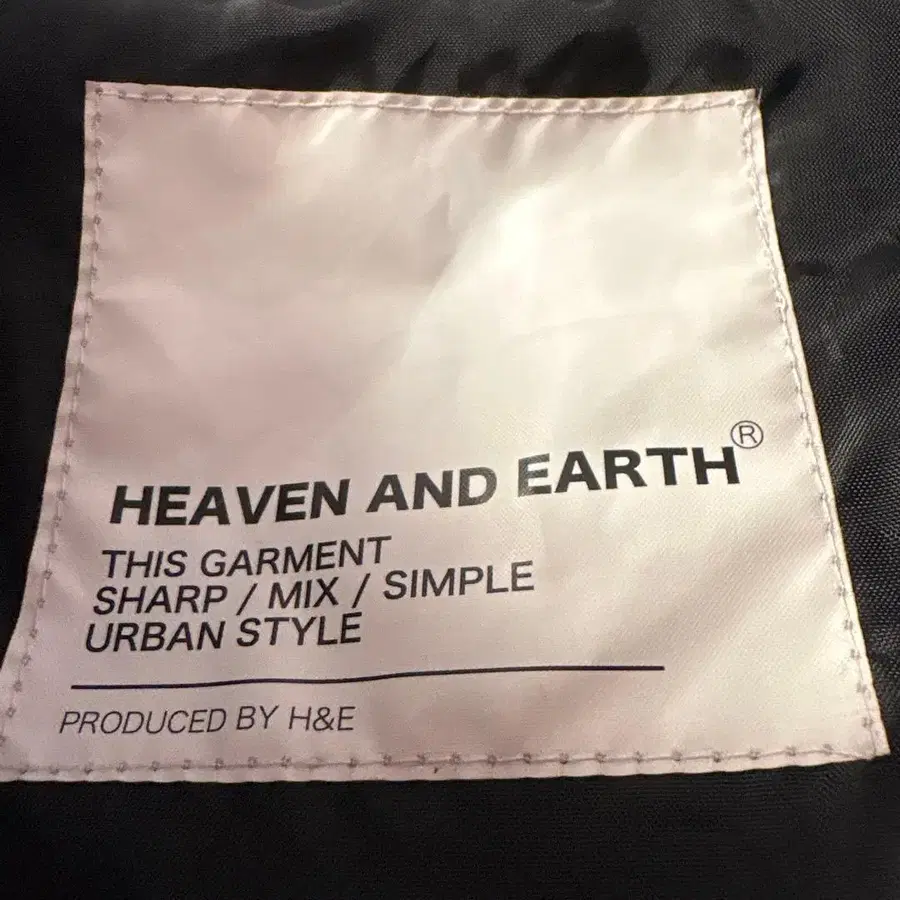 HEAVEN AND EARTH®
THIS GARMENT
SHARP / MIX / SIMPLE
URBAN STYLE
PRODUCED BY H&E